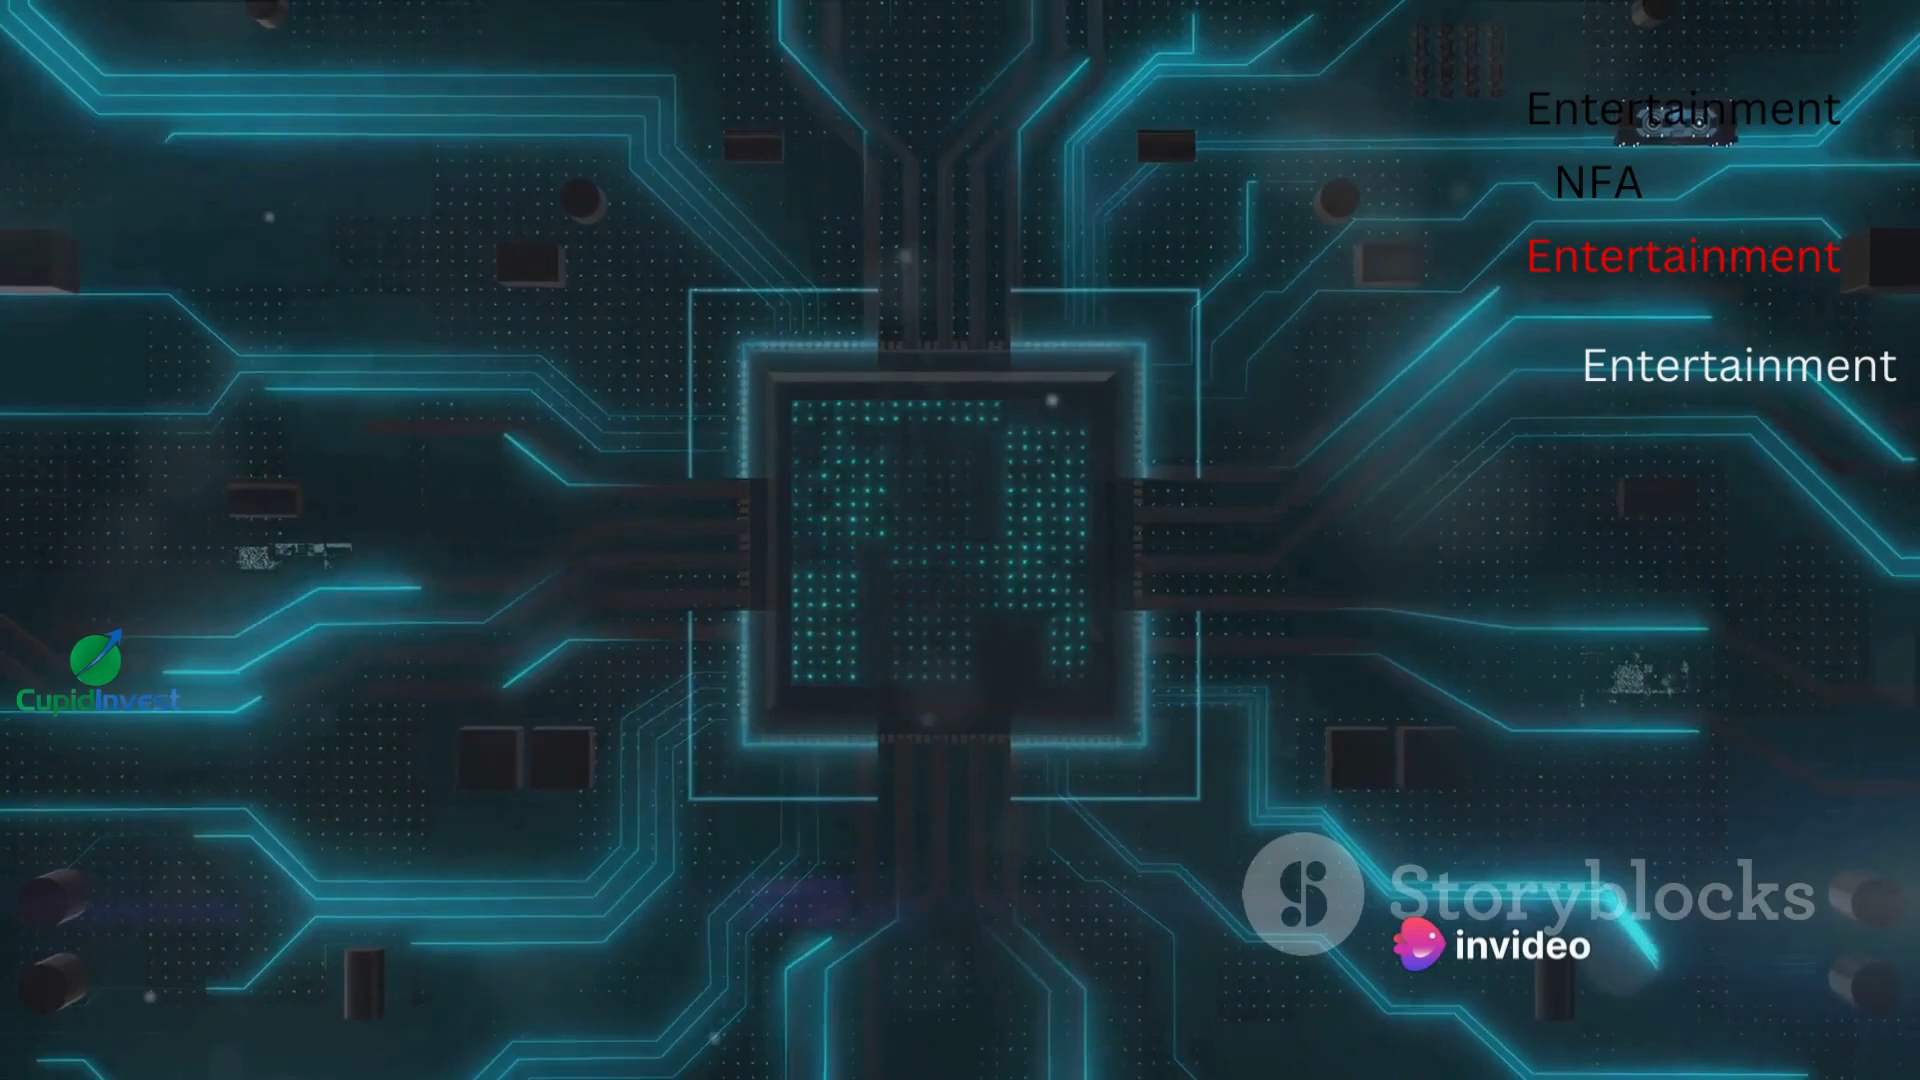 Entertainment
NFA
Entertainment
Entertainment
CupidInvest
Storyblocks
invideo